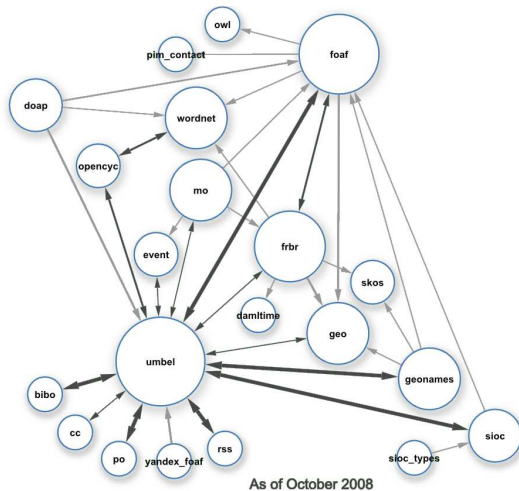 owl
pim_contact
foaf
doap
wordnet
opencyc
mo
event
frbr
skos
damltime
geo
umbel
geonames
bibo
cc
po
yandex_foaf
rss
sioc_types
sioc
As of October 2008